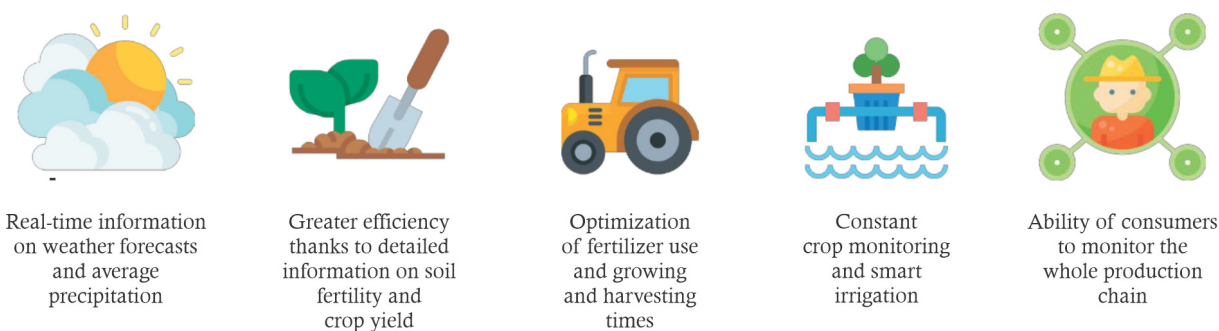 Real-time information
on weather forecasts
and average
precipitation
Greater efficiency
thanks to detailed
information on soil
fertility and
crop yield
Optimization
of fertilizer use
and growing
and harvesting
times
Constant
crop monitoring
and smart
irrigation
Ability of consumers
to monitor the
whole production
chain